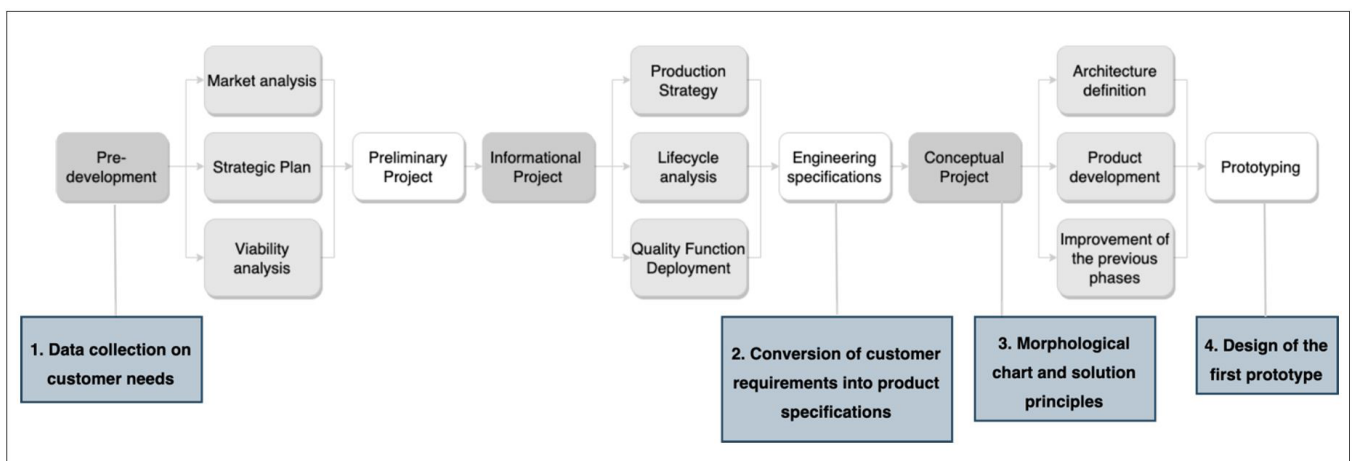 Pre-
development
Market analysis
Strategic Plan
Viability
analysis
Preliminary
Project
Informational
Project
Production
Strategy
Lifecycle
analysis
Quality Function
Deployment
Engineering
specifications
Conceptual
Project
Architecture
definition
Product
development
Improvement of
the previous
phases
Prototyping
1. Data collection on
customer needs
2. Conversion of customer
requirements into product
specifications
3. Morphological
chart and solution
principles
4. Design of the
first prototype